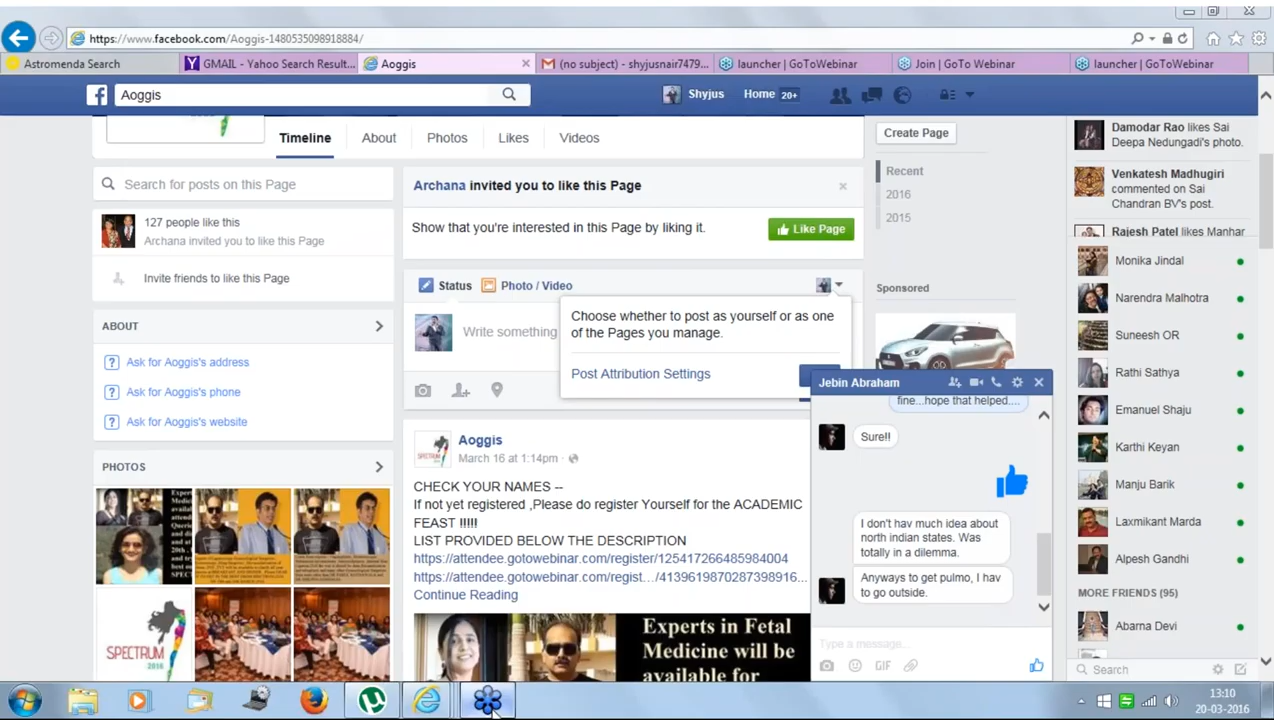 https://www.facebook.com/Aoggis-1480535098918884/
Astromenda Search
GMAIL - Yahoo Search Result...
Aoggis
(no subject) - shyjusnair7479...
launcher | GoToWebinar
Join | GoTo Webinar
launcher | GoToWebinar
Aoggis
Shyjus
Home 20+
Timeline
About
Photos
Likes
Videos
Search for posts on this Page
127 people like this
Archana invited you to like this Page
Invite friends to like this Page
ABOUT
Ask for Aoggis's address
Ask for Aoggis's phone
Ask for Aoggis's website
PHOTOS
SPECTRUM
2016
Archana invited you to like this Page
Show that you're interested in this Page by liking it.
Like Page
Status
Photo / Video
Write something
Choose whether to post as yourself or as one
of the Pages you manage.
Post Attribution Settings
Aoggis
March 16 at 1:14pm
SPECTRUM
CHECK YOUR NAMES --
If not yet registered ,Please do register Yourself for the ACADEMIC
FEAST !!!!!
LIST PROVIDED BELOW THE DESCRIPTION
https://attendee.gotowebinar.com/register/125417266485984004
https://attendee.gotowebinar.com/regist.../4139619870287398916...
Continue Reading
Experts in Fetal
Medicine will be
available for
Create Page
Recent
2016
2015
Sponsored
Jebin Abraham
fine...hope that helped....
Sure!!
I don't hav much idea about
north indian states. Was
totally in a dilemma.
Anyways to get pulmo, I hav
to go outside.
Type a message...
GIF
Damodar Rao likes Sai
Deepa Nedungadi's photo.
Venkatesh Madhugiri
commented on Sai
Chandran BV's post.
Rajesh Patel likes Manhar
Monika Jindal
Narendra Malhotra
Suneesh OR
Rathi Sathya
Emanuel Shaju
Karthi Keyan
Manju Barik
Laxmikant Marda
Alpesh Gandhi
MORE FRIENDS (95)
Abarna Devi
Search
13:10
20-03-2016